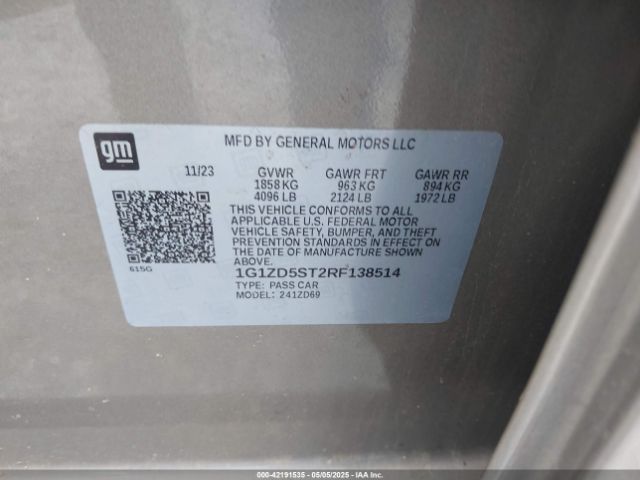 gm
MFD BY GENERAL MOTORS LLC
11/23 GVWR GAWR FRT GAWR RR
1858 KG 963 KG 894 KG
4096 LB 2124 LB 1972 LB
THIS VEHICLE CONFORMS TO ALL
APPLICABLE U.S. FEDERAL MOTOR
VEHICLE SAFETY, BUMPER, AND THEFT
PREVENTION STANDARDS IN EFFECT ON
THE DATE OF MANUFACTURE SHOWN
ABOVE.
615G
1G1ZD5ST2RF138514
TYPE: PASS CAR
MODEL: 241ZD69
000-42191535 - 05/05/2025 - IAAI.COM